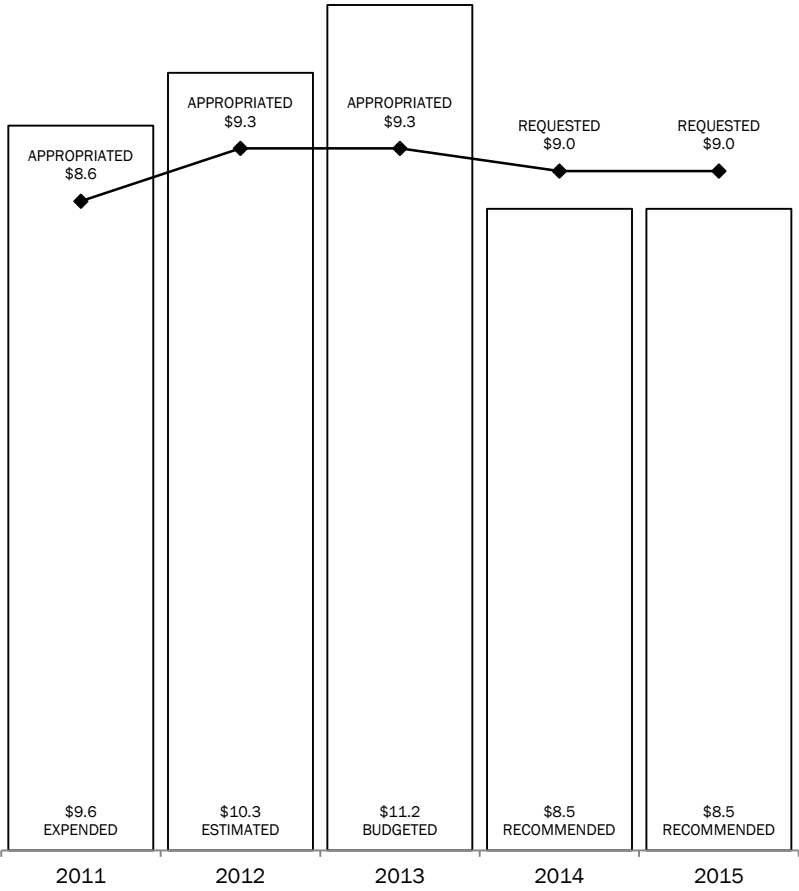 APPROPRIATED
$8.6
APPROPRIATED
$9.3
APPROPRIATED
$9.3
REQUESTED
$9.0
REQUESTED
$9.0
$9.6
EXPENDED
$10.3
ESTIMATED
$11.2
BUDGETED
$8.5
RECOMMENDED
$8.5
RECOMMENDED
2011
2012
2013
2014
2015